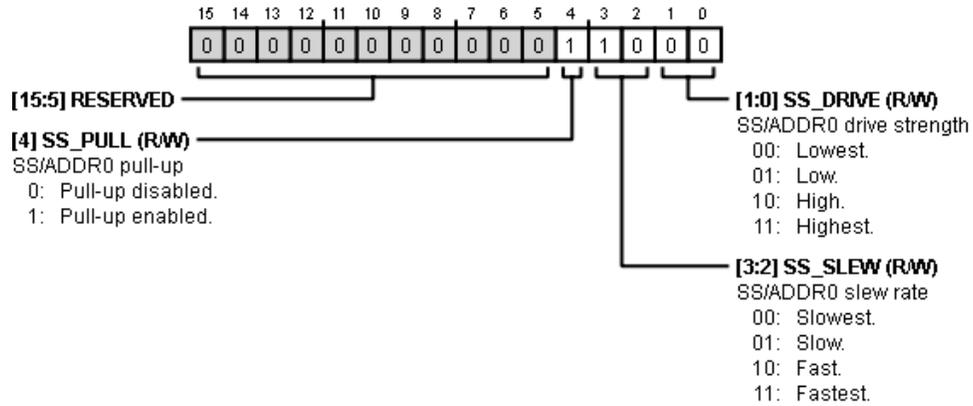 15 14 13 12 11 10 9 8 7 6 5 4 3 2 1 0
0 0 0 0 0 0 0 0 0 0 0 1 1 0 0 0
[15:5] RESERVED
[4] SS_PULL (R/W)
SS/ADDR0 pull-up
0: Pull-up disabled.
1: Pull-up enabled.
[1:0] SS_DRIVE (R/W)
SS/ADDR0 drive strength
00: Lowest.
01: Low.
10: High.
11: Highest.
[3:2] SS_SLEW (R/W)
SS/ADDR0 slew rate
00: Slowest.
01: Slow.
10: Fast.
11: Fastest.